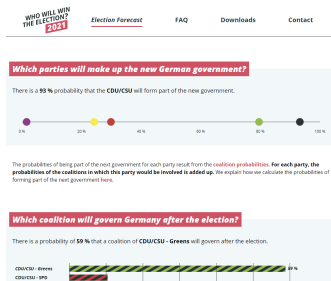 WHO WILL WIN
THE ELECTION?
2021
Election Forecast
FAQ
Downloads
Contact
Which parties will make up the new German government?
There is a 93 % probability that the CDU/CSU will form part of the new government.
0 %
20 %
40 %
60 %
80 %
100 %
The probabilities of being part of the next government for each party result from the coalition probabilities. For each party, the
probabilities of the coalitions in which this party would be involved is added up. We explain how we calculate the probabilities of
forming part of the next government here.
Which coalition will govern Germany after the election?
There is a probability of 59 % that a coalition of CDU/CSU - Greens will govern after the election.
CDU/CSU - Greens
59 %
CDU/CSU - SPD